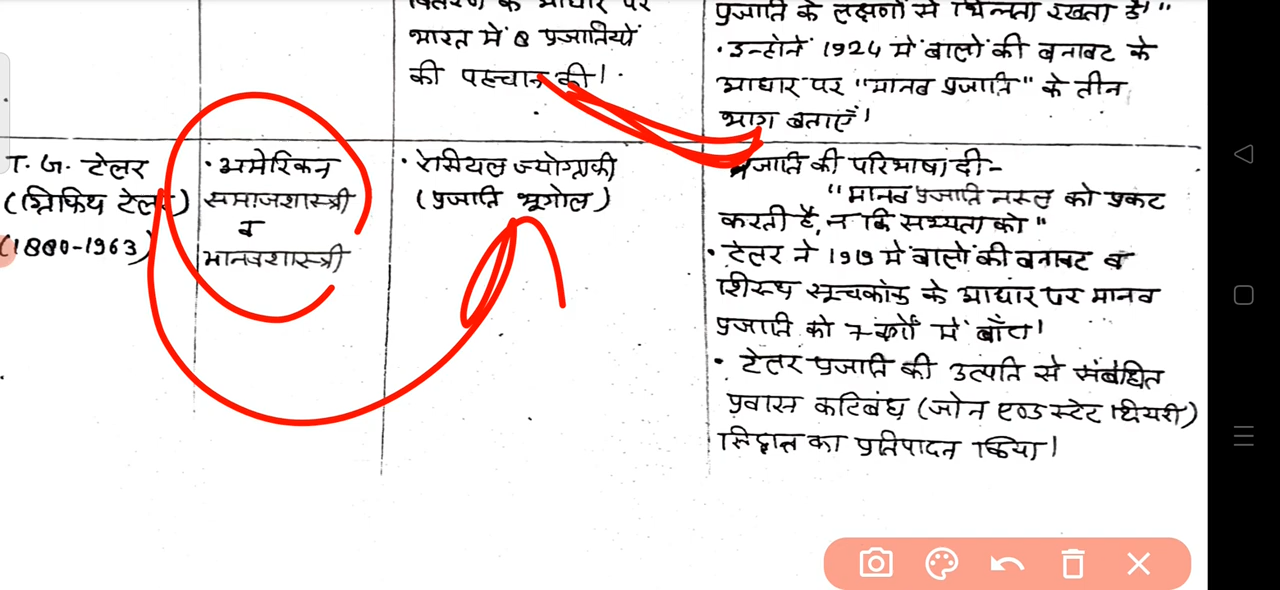 भारत में 8 प्रजातियों
की पहचान की।
प्रजाति के लक्षणों से भिन्नता रखता है"
• उन्होंने 1924 में बालों की बनावट के
आधार पर "मानव प्रजाति" के तीन
भाग बताएँ।
T. G. टेलर
(ग्रिफिथ टेलर)
(1880-1963)
• अमेरिकन
समाजशास्त्री
व
मानवशास्त्री
• रेसियल ज्योग्राफी
(प्रजाति भूगोल)
प्रजाति की परिभाषा दी-
"मानव प्रजाति नस्ल को प्रकट
करती है, न कि सभ्यता को"
• टेलर ने 1919 में बालों की बनावट व
शिरस्थ सूचकांक के आधार पर मानव
प्रजाति को 7 वर्गों में बाँटा।
• टेलर प्रजाति की उत्पति से संबंधित
प्रवास कटिबंध (जोन एण्ड स्टेट थियरी)
सिद्धान्त का प्रतिपादन किया।